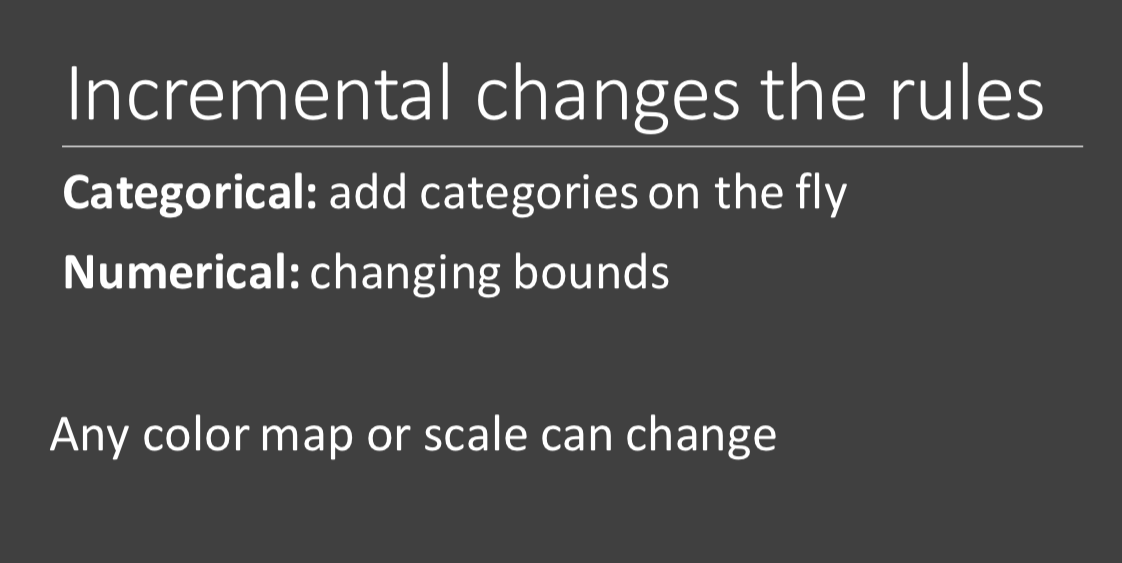 Incremental changes the rules
Categorical: add categories on the fly
Numerical: changing bounds
Any color map or scale can change